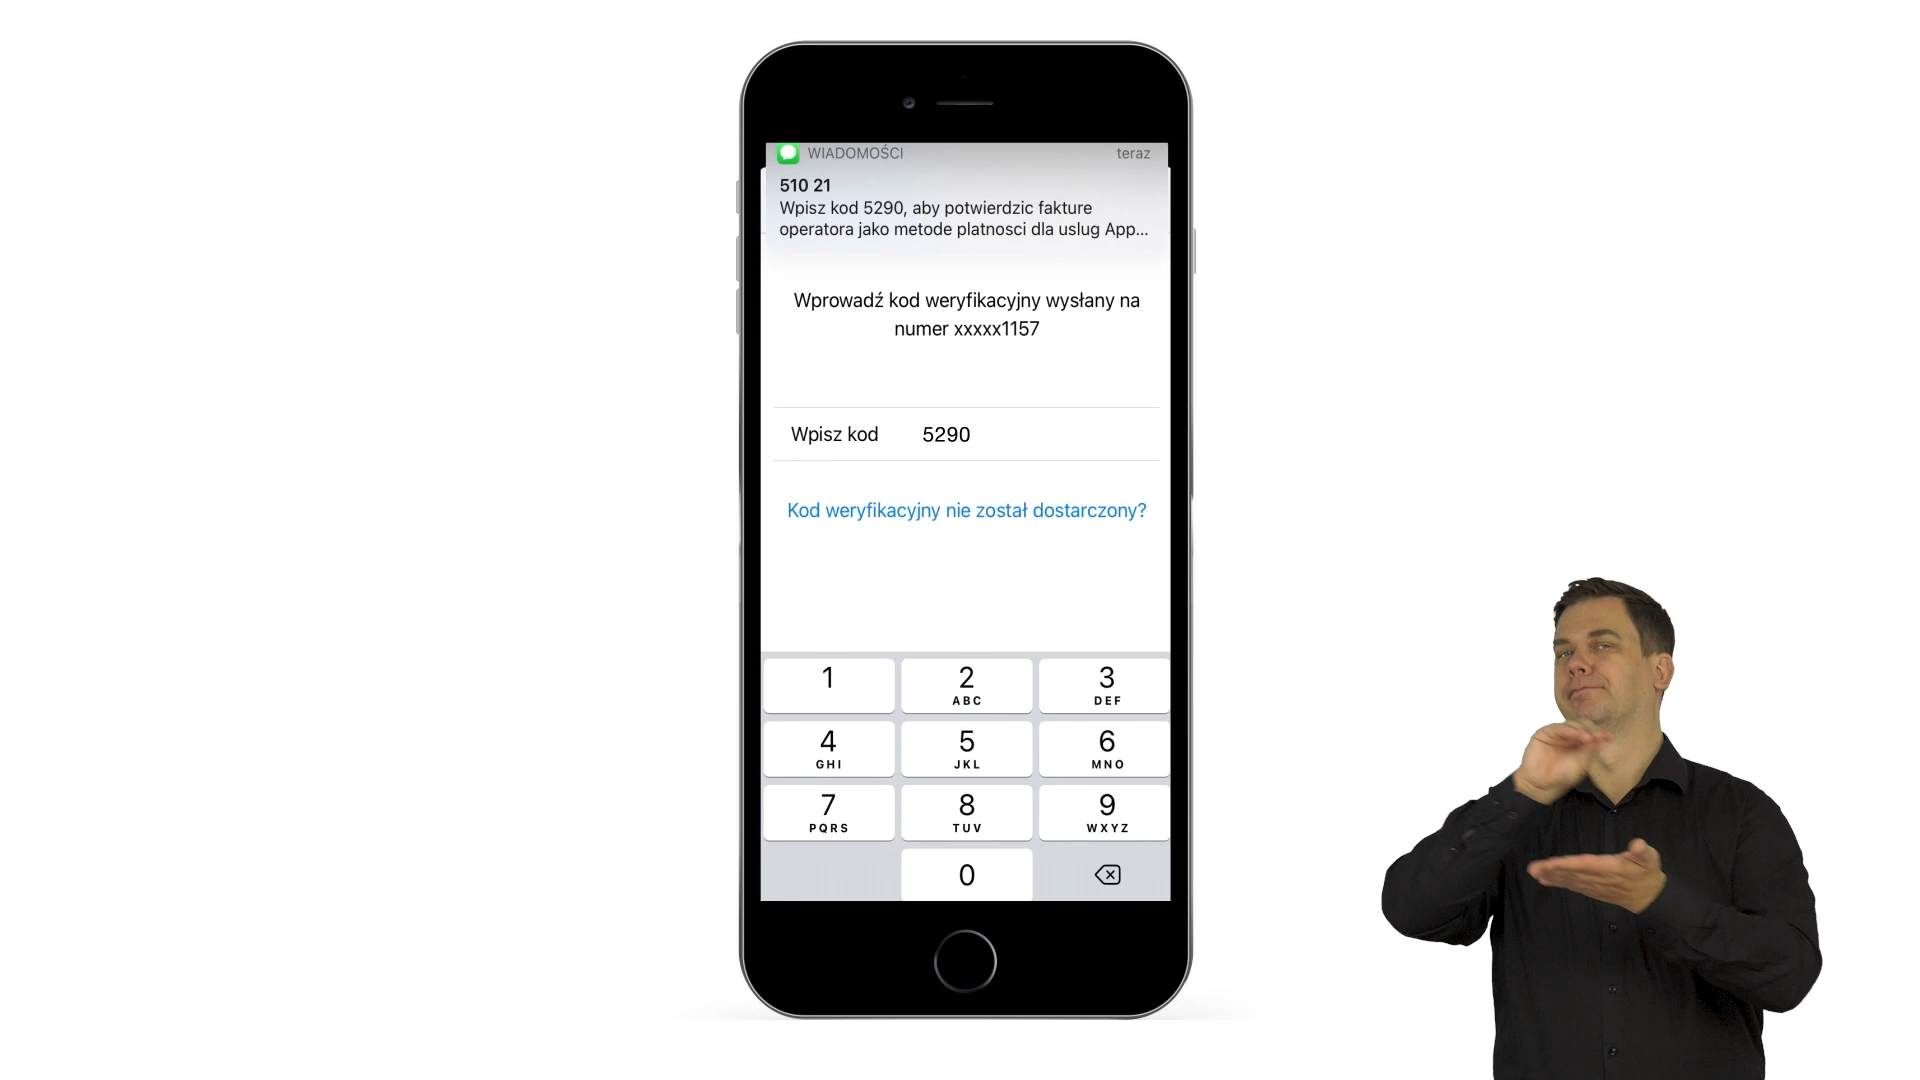 WIADOMOŚCI teraz
510 21
Wpisz kod 5290, aby potwierdzic fakture
operatora jako metode platnosci dla uslug App...
Wprowadź kod weryfikacyjny wysłany na
numer xxxxx1157
Wpisz kod 5290
Kod weryfikacyjny nie został dostarczony?
1 2 3
ABC DEF
4 5 6
GHI JKL MNO
7 8 9
PQRS TUV WXYZ
0